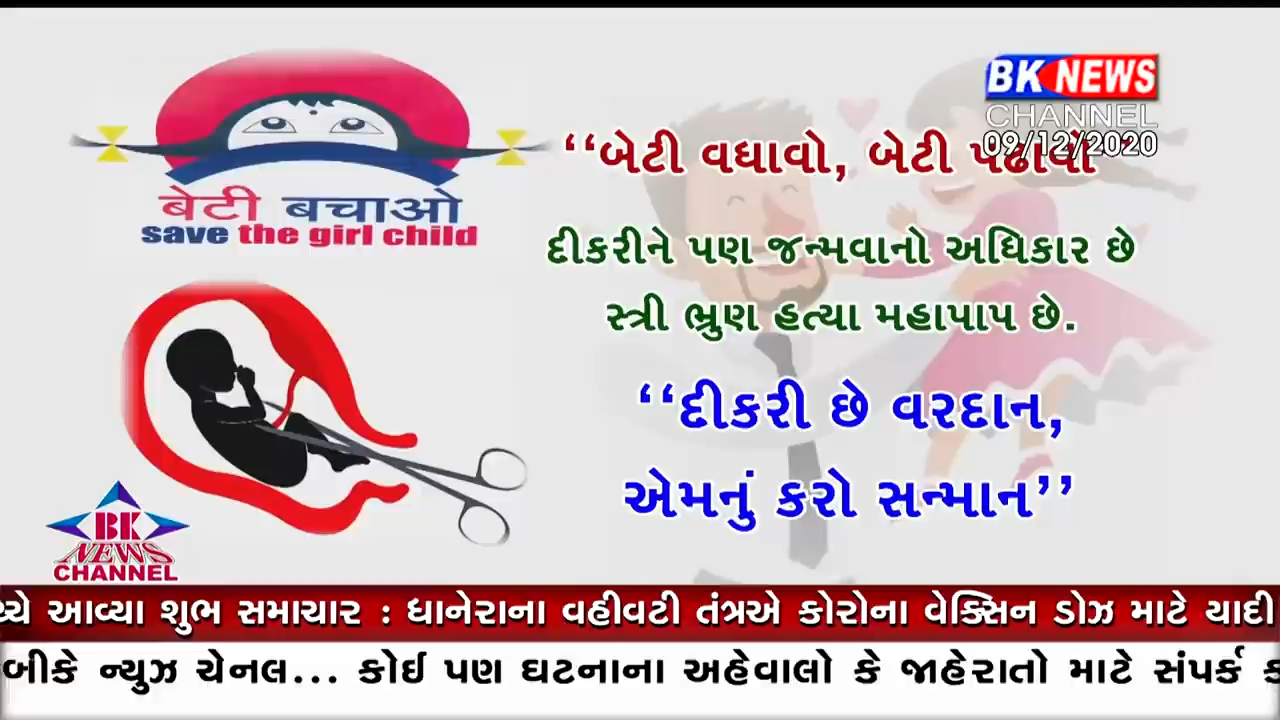 BK NEWS
CHANNEL
09/12/2020
બેટી બચાઓ
save the girl child
‘‘બેટી વધાવો, બેટી પઢાવો’’
દીકરીને પણ જન્મવાનો અધિકાર છે
સ્ત્રી ભ્રુણ હત્યા મહાપાપ છે.
‘‘દીકરી છે વરદાન,
એમનું કરો સન્માન’’
BK
NEWS
CHANNEL
આવ્યા શુભ સમાચાર : ધાનેરાના વહીવટી તંત્રએ કોરોના વેક્સિન ડોઝ માટે યાદી
બીકે ન્યુઝ ચેનલ... કોઈ પણ ઘટનાના અહેવાલો કે જાહેરાતો માટે સંપર્ક